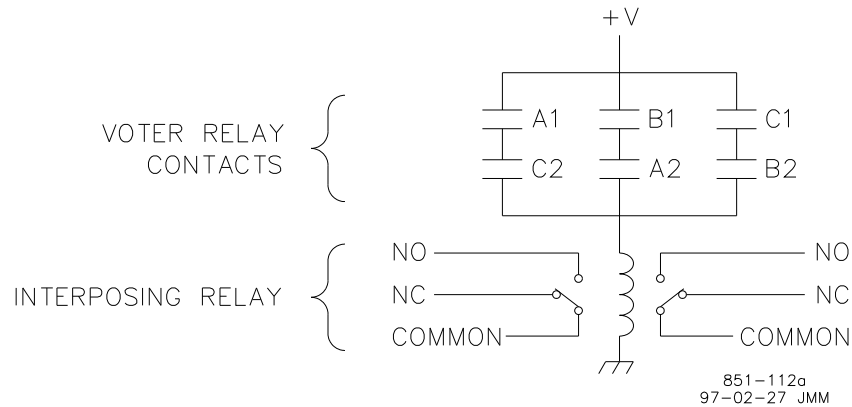 +V
A1 B1 C1
VOTER RELAY
CONTACTS
C2 A2 B2
NO NO
INTERPOSING RELAY
NC NC
COMMON COMMON
851-112a
97-02-27 JMM